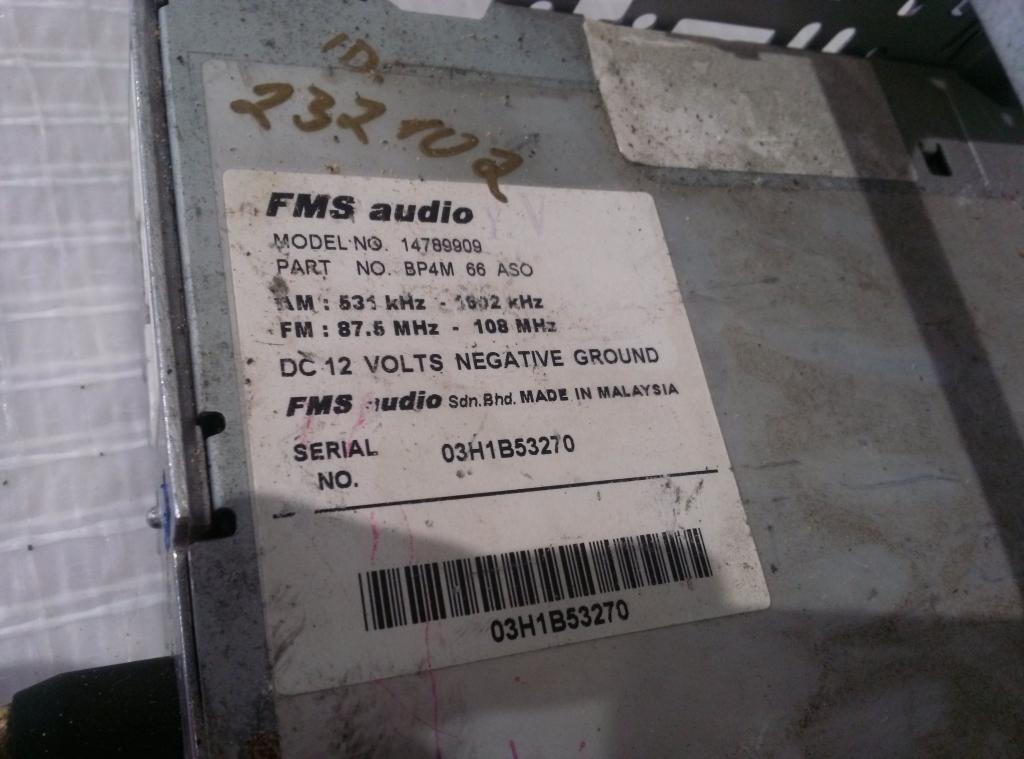 ID.
232102
FMS audio
MODEL NO. 14789909
PART NO. BP4M 66 ASO
AM : 531 kHz - 1602 kHz
FM : 87.5 MHz - 108 MHz
DC 12 VOLTS NEGATIVE GROUND
FMS audio Sdn.Bhd. MADE IN MALAYSIA
SERIAL 03H1B53270
NO.
03H1B53270